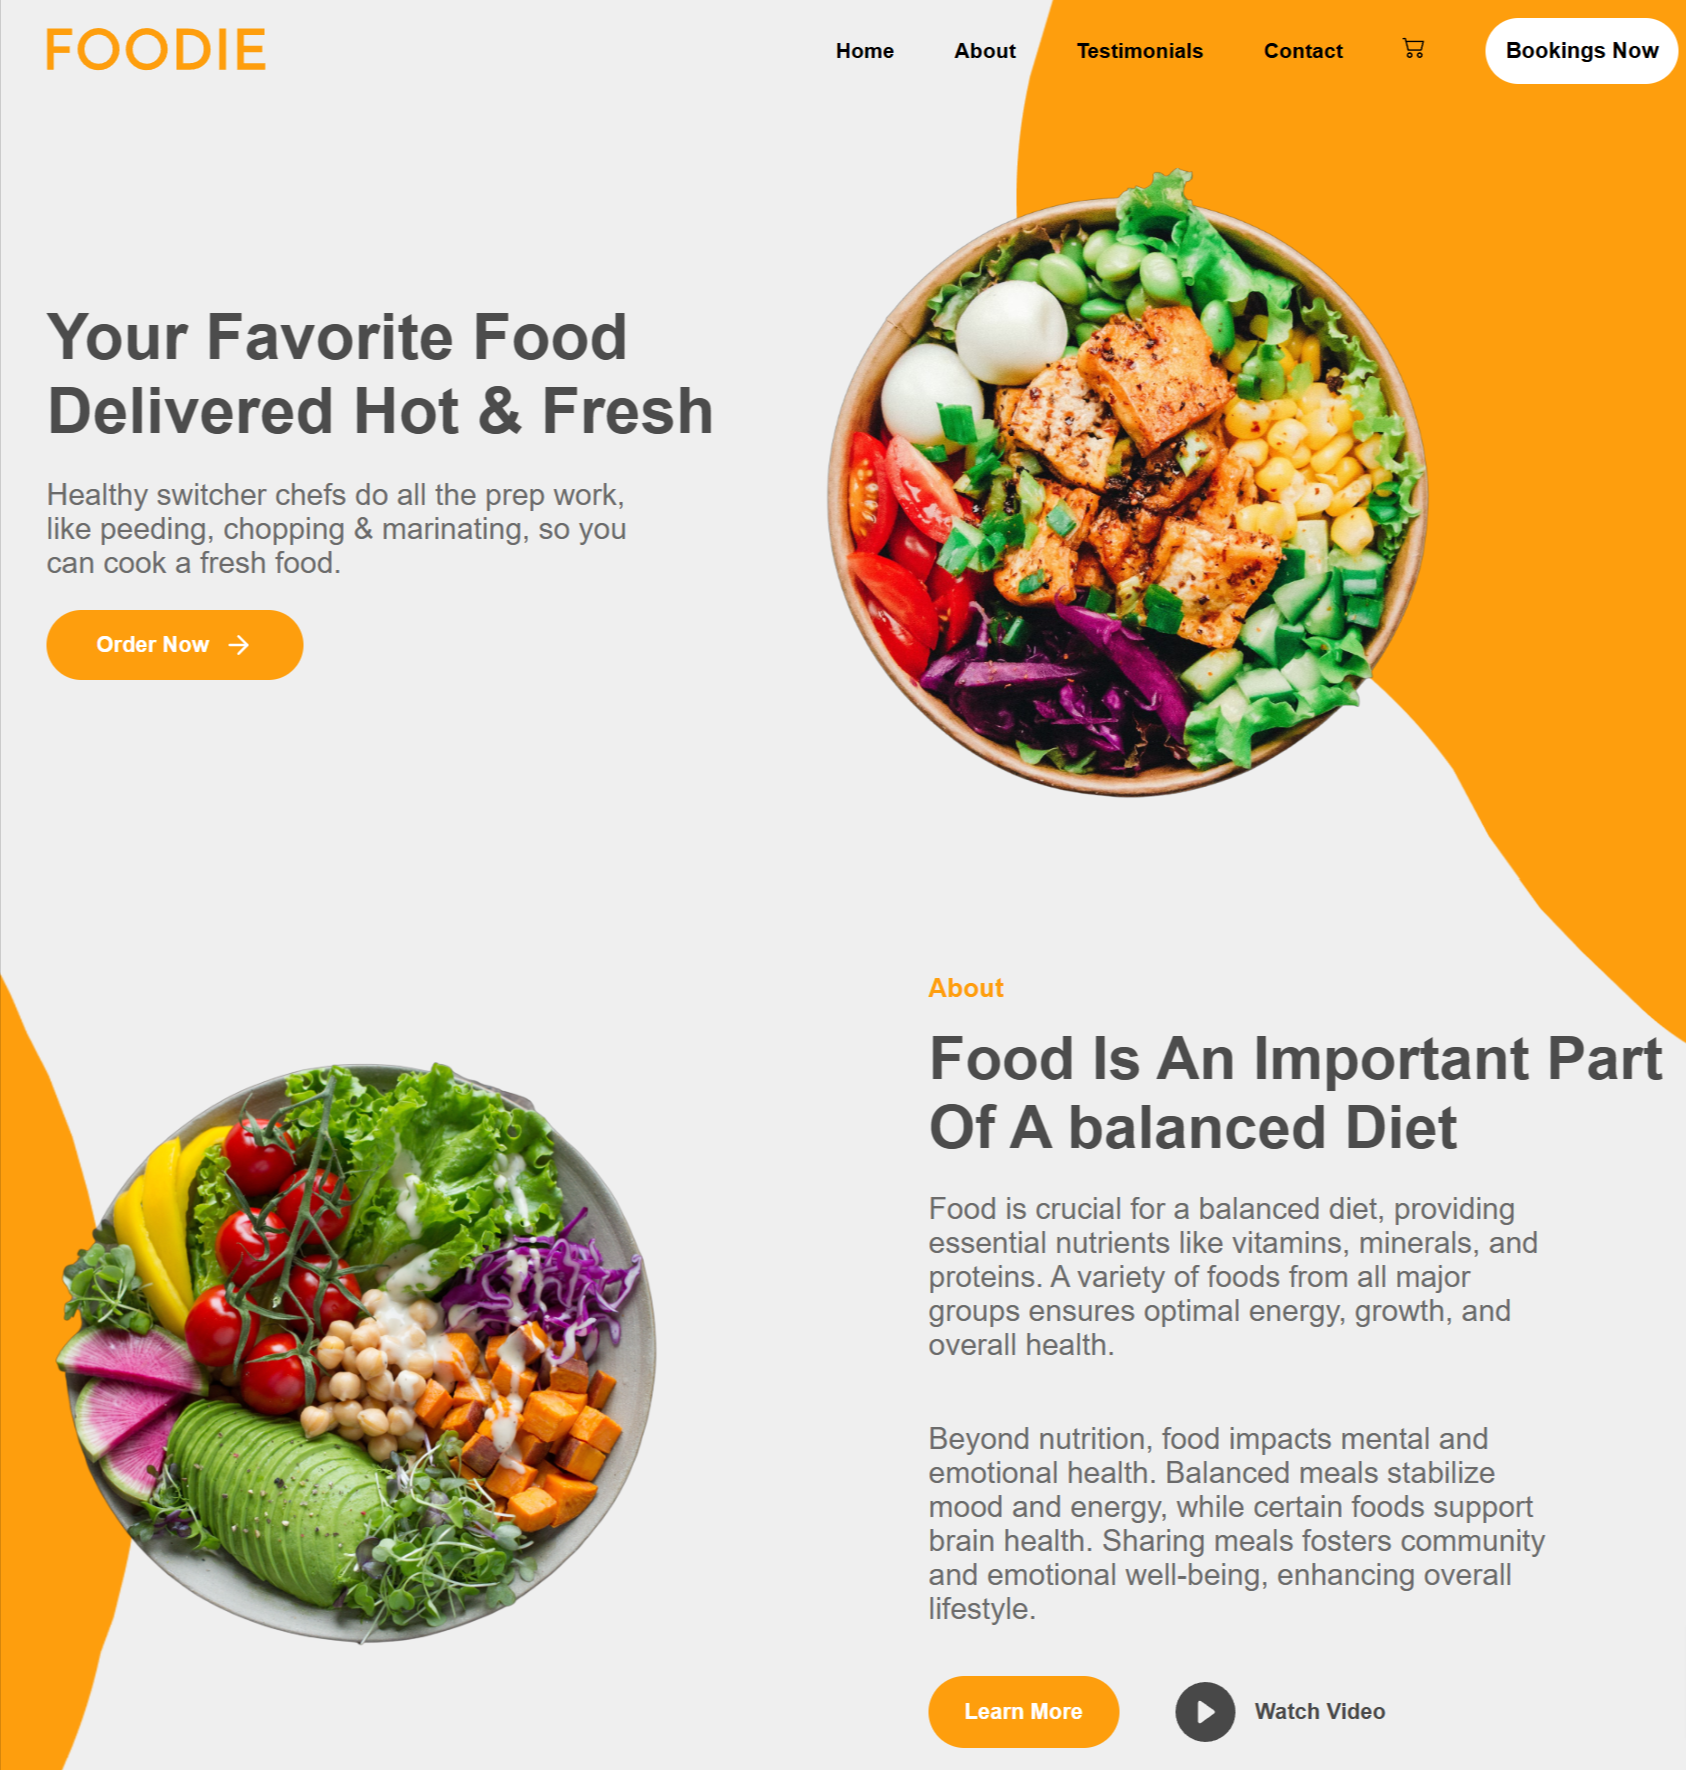 FOODIE
Home
About
Testimonials
Contact
Bookings Now
Your Favorite Food
Delivered Hot & Fresh
Healthy switcher chefs do all the prep work,
like peeding, chopping & marinating, so you
can cook a fresh food.
Order Now
About
Food Is An Important Part
Of A balanced Diet
Food is crucial for a balanced diet, providing
essential nutrients like vitamins, minerals, and
proteins. A variety of foods from all major
groups ensures optimal energy, growth, and
overall health.
Beyond nutrition, food impacts mental and
emotional health. Balanced meals stabilize
mood and energy, while certain foods support
brain health. Sharing meals fosters community
and emotional well-being, enhancing overall
lifestyle.
Learn More
Watch Video